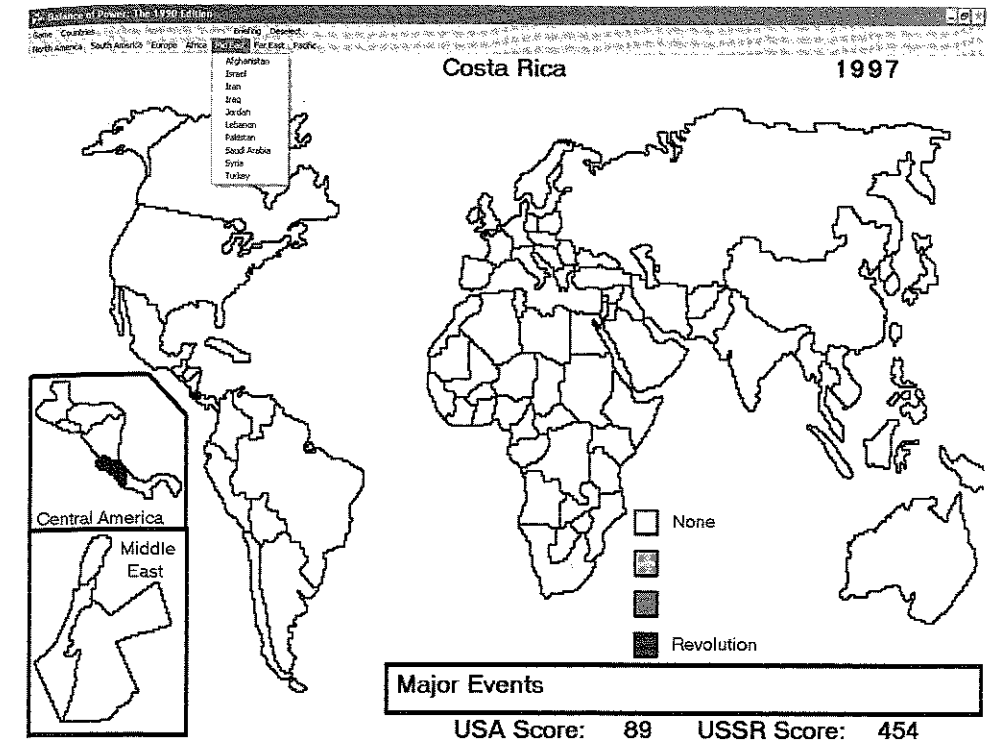 Balance of Power: The 1990 Edition
Game Countries Briefing Deselect
North America South America Europe Africa Far East Pacific
Afghanistan
Israel
Iran
Iraq
Jordan
Lebanon
Pakistan
Saudi Arabia
Syria
Turkey
Costa Rica 1997
Central America
Middle
East
None
Revolution
Major Events
USA Score: 89 USSR Score: 454